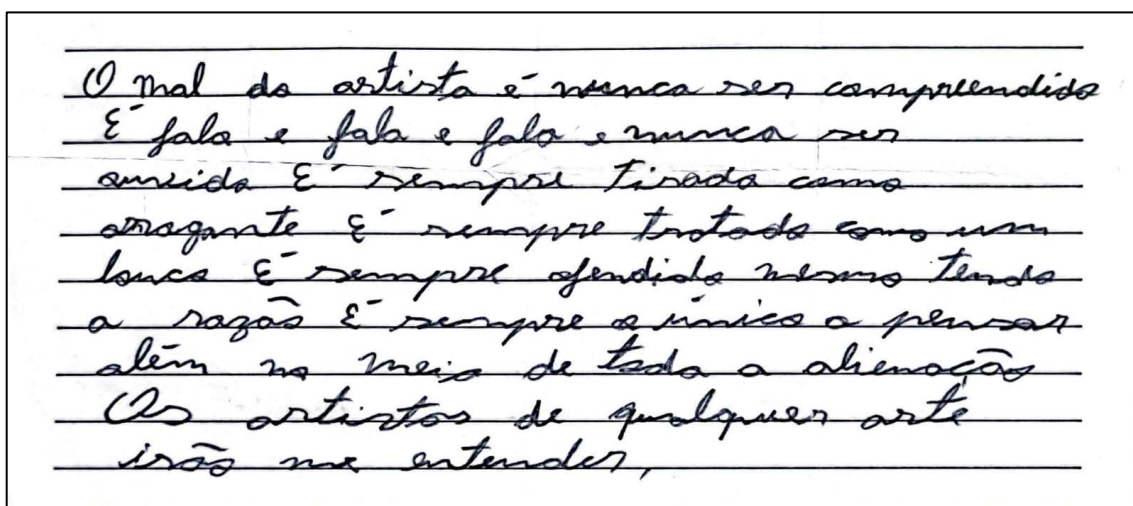 O mal do artista é nunca ser compreendido
É fala e fala e fala e nunca ser
ouvido É sempre tirado como
arrogante É sempre tratado como um
louco É sempre ofendido mesmo tendo
a razão É sempre o único a pensar
além no meio de toda a alienação
Os artistas de qualquer arte
irão me entender,